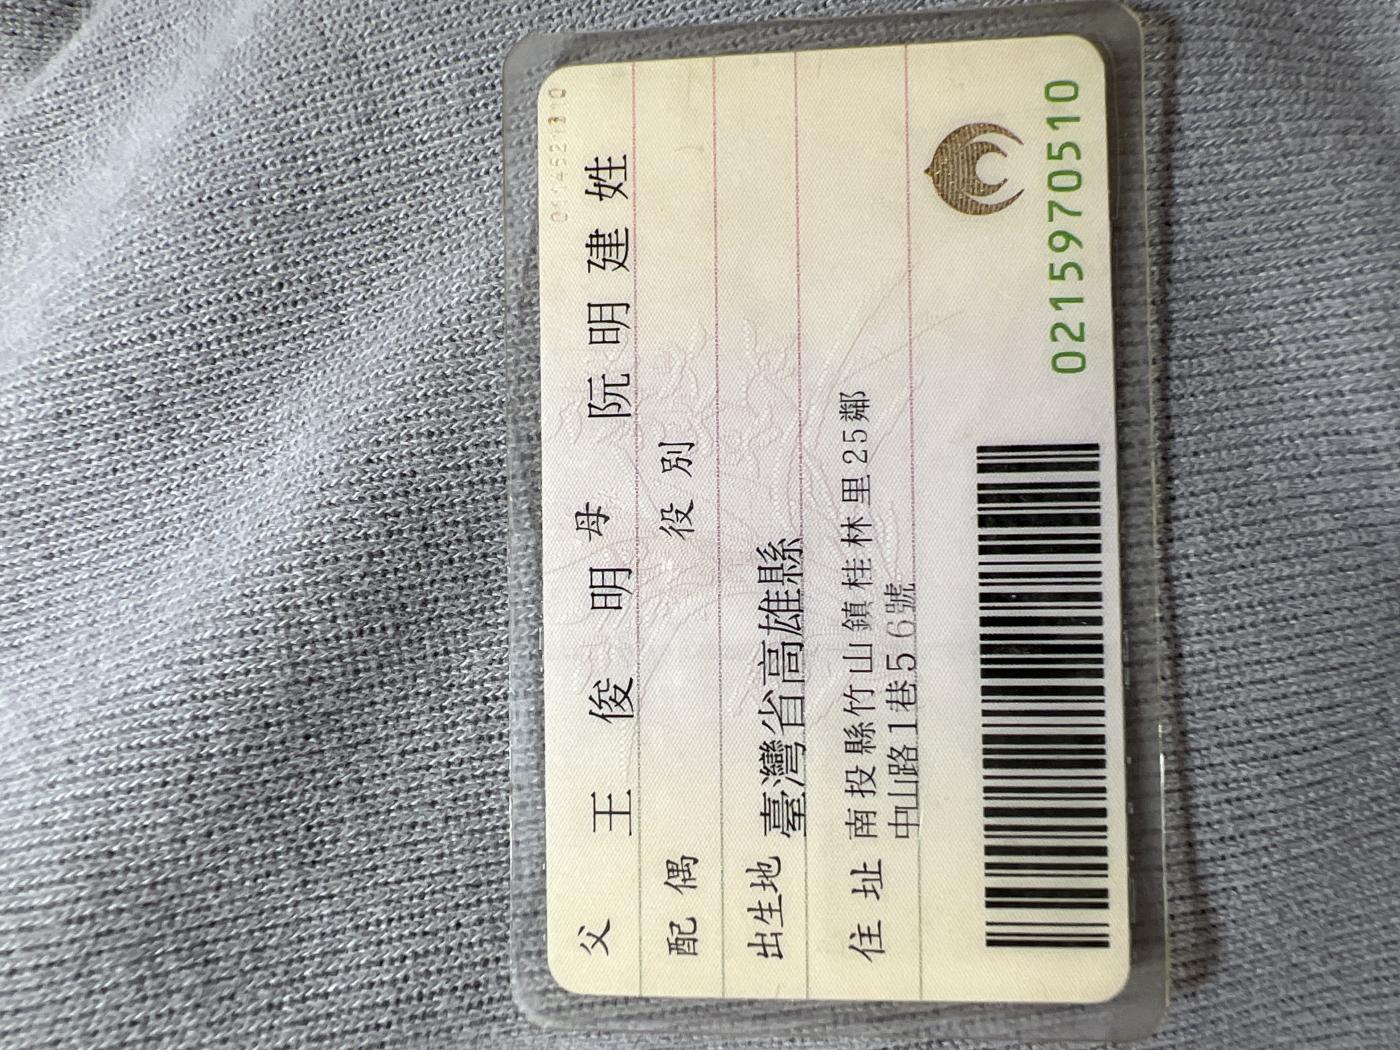 父 王 俊 明 母 阮 明 建 姓
配 偶 役 別
出生地 臺灣省高雄縣
住 址 南投縣竹山鎮桂林里25鄰
中山路1巷56號
0215970510